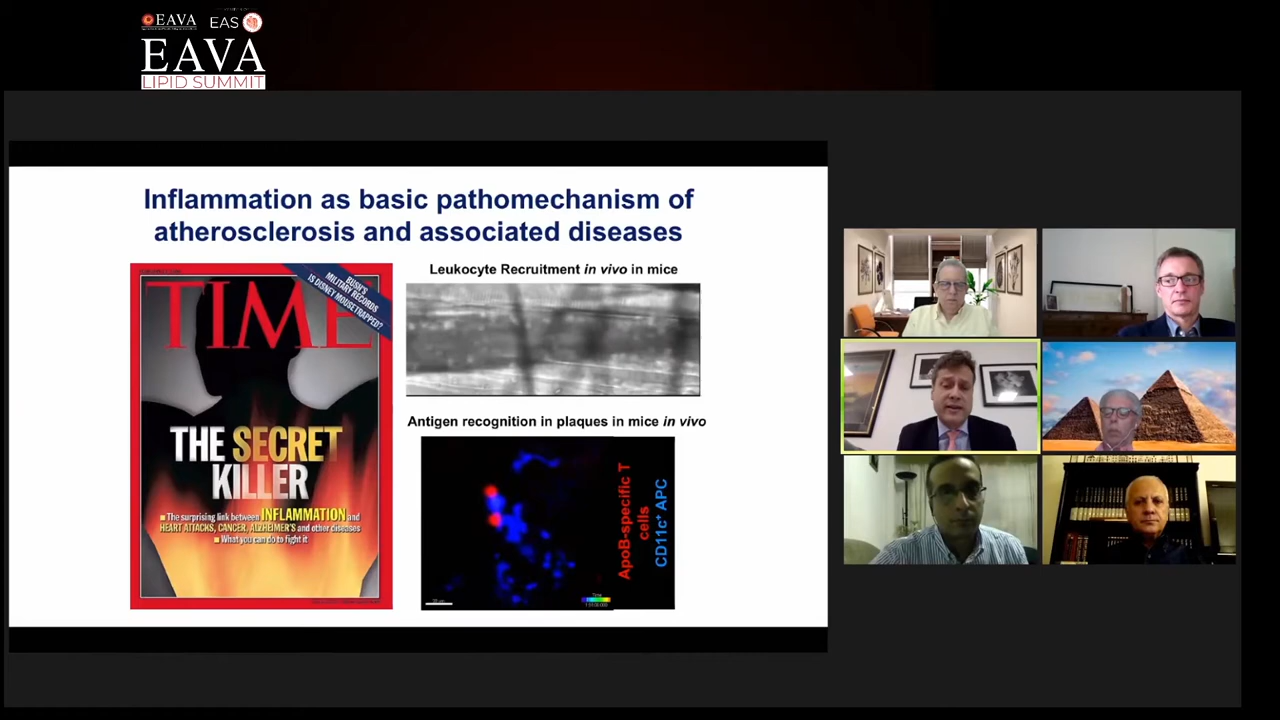 EAVA
EAS
EAVA
LIPID SUMMIT
Inflammation as basic pathomechanism of
atherosclerosis and associated diseases
BUSH'S
MILITARY RECORDS
IS DISNEY MOUSETRAPPED?
TIME
THE SECRET
KILLER
The surprising link between INFLAMMATION and
HEART ATTACKS, CANCER, ALZHEIMER'S and other diseases
What you can do to fight it
Leukocyte Recruitment in vivo in mice
Antigen recognition in plaques in mice in vivo
ApoB-specific T
cells
CD11c+ APC
Time